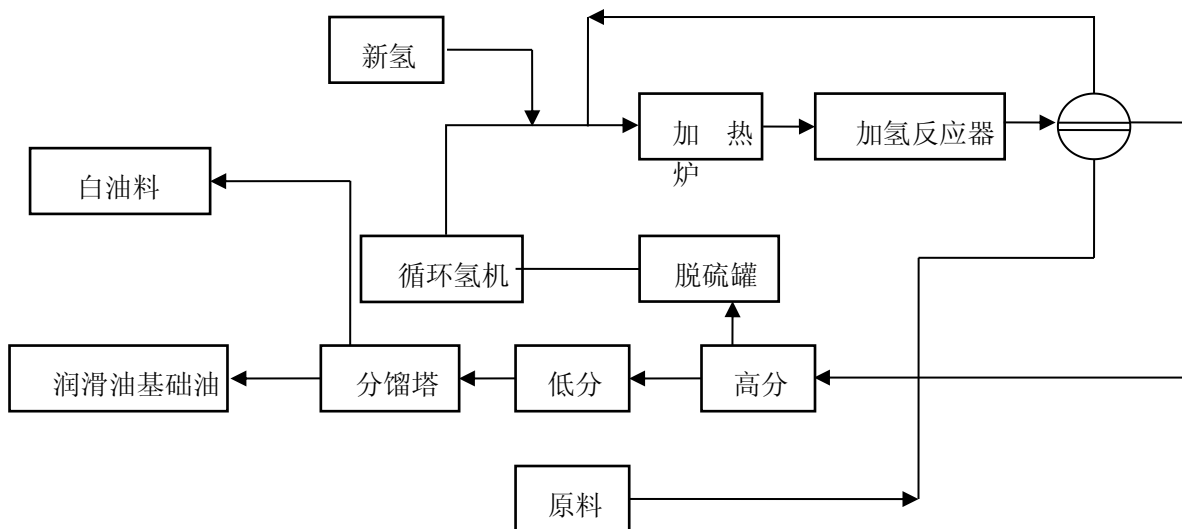 新氢
加 热
炉
加氢反应器
白油料
循环氢机
脱硫罐
润滑油基础油
分馏塔
低分
高分
原料